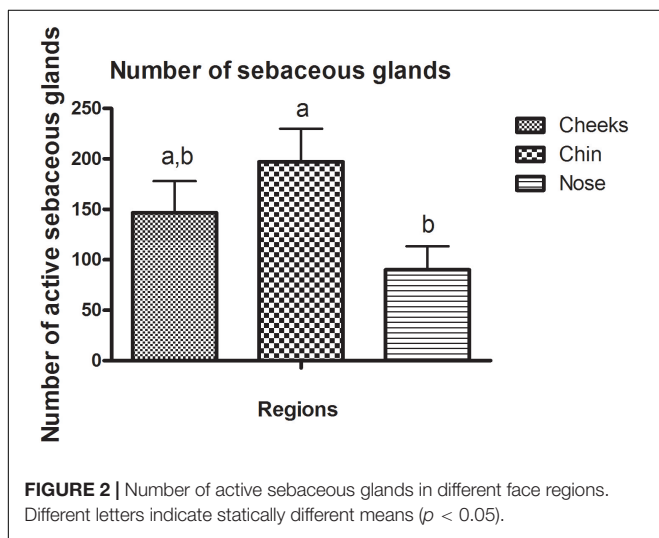 Number of sebaceous glands
Number of active sebaceous glands
250
200
150
100
50
0
a,b
a
b
Cheeks
Chin
Nose
Regions
FIGURE 2 | Number of active sebaceous glands in different face regions.
Different letters indicate statically different means (p < 0.05).